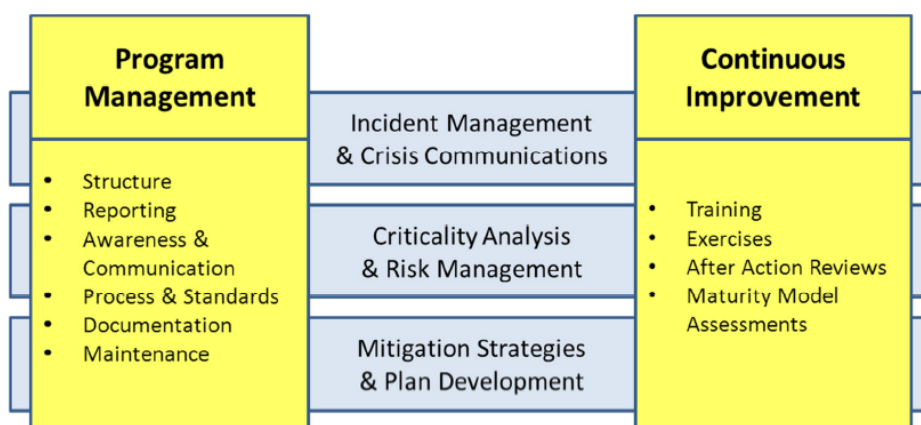 Program
Management
• Structure
• Reporting
• Awareness &
Communication
• Process & Standards
• Documentation
• Maintenance
Incident Management
& Crisis Communications
Criticality Analysis
& Risk Management
Mitigation Strategies
& Plan Development
Continuous
Improvement
• Training
• Exercises
• After Action Reviews
• Maturity Model
Assessments